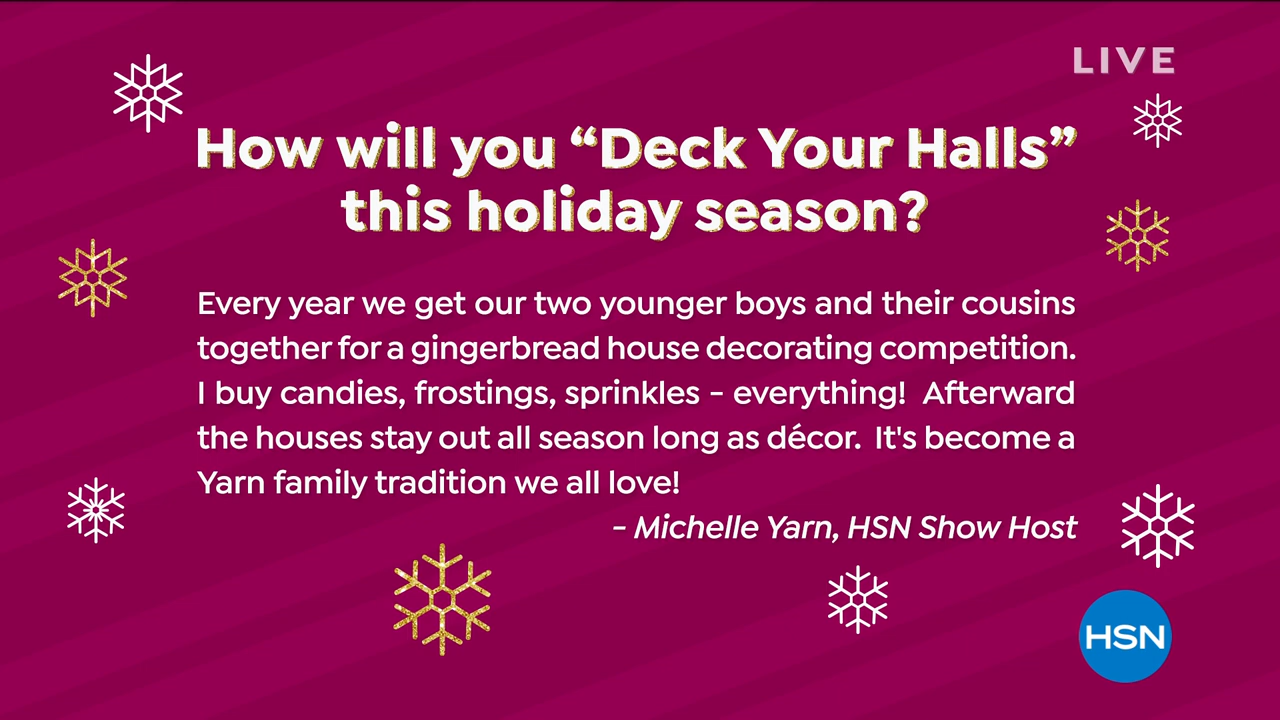 LIVE
How will you “Deck Your Halls”
this holiday season?
Every year we get our two younger boys and their cousins
together for a gingerbread house decorating competition.
I buy candies, frostings, sprinkles - everything!  Afterward
the houses stay out all season long as décor.  It's become a
Yarn family tradition we all love!
- Michelle Yarn, HSN Show Host
HSN